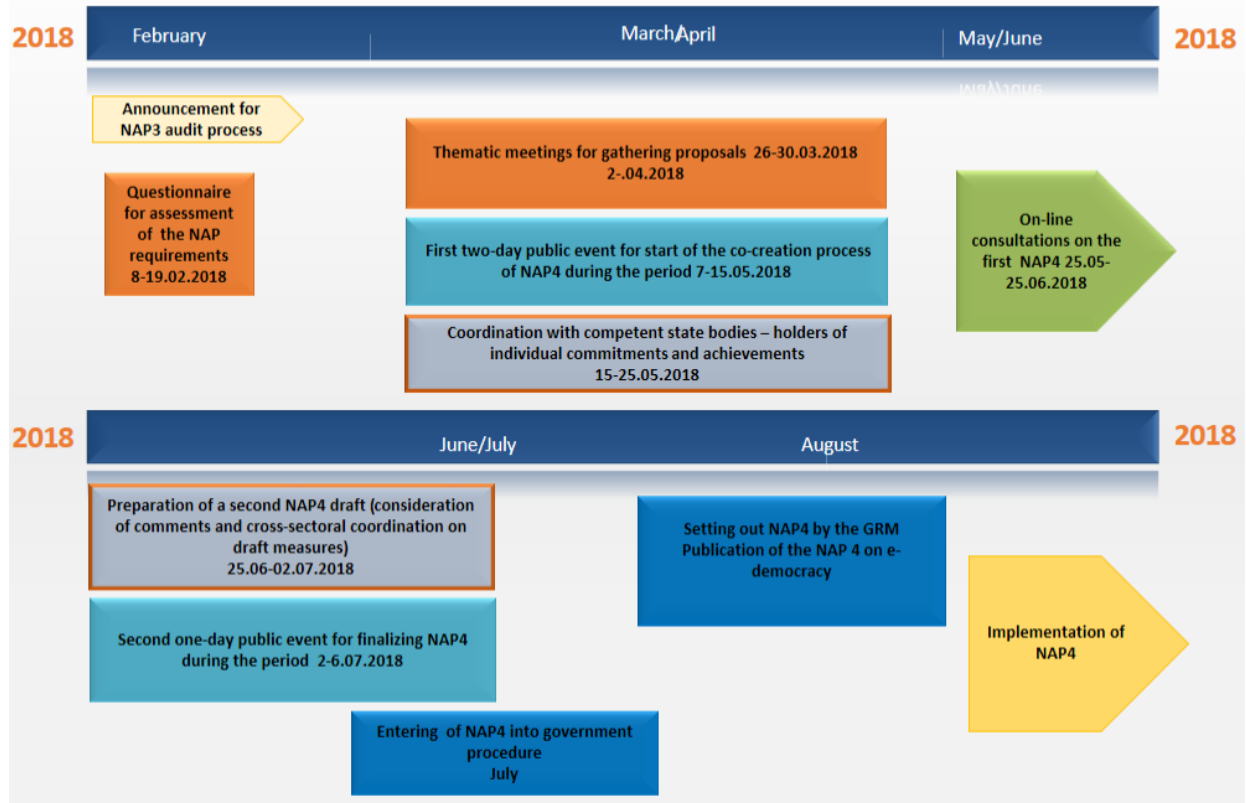 2018
February
March/April
May/June
2018
Announcement for
NAP3 audit process
Questionnaire
for assessment
of the NAP
requirements
8-19.02.2018
Thematic meetings for gathering proposals 26-30.03.2018
2-.04.2018
First two-day public event for start of the co-creation process
of NAP4 during the period 7-15.05.2018
Coordination with competent state bodies – holders of
individual commitments and achievements
15-25.05.2018
On-line
consultations on the
first NAP4 25.05-
25.06.2018
2018
June/July
August
2018
Preparation of a second NAP4 draft (consideration
of comments and cross-sectoral coordination on
draft measures)
25.06-02.07.2018
Second one-day public event for finalizing NAP4
during the period 2-6.07.2018
Entering of NAP4 into government
procedure
July
Setting out NAP4 by the GRM
Publication of the NAP 4 on e-
democracy
Implementation of
NAP4